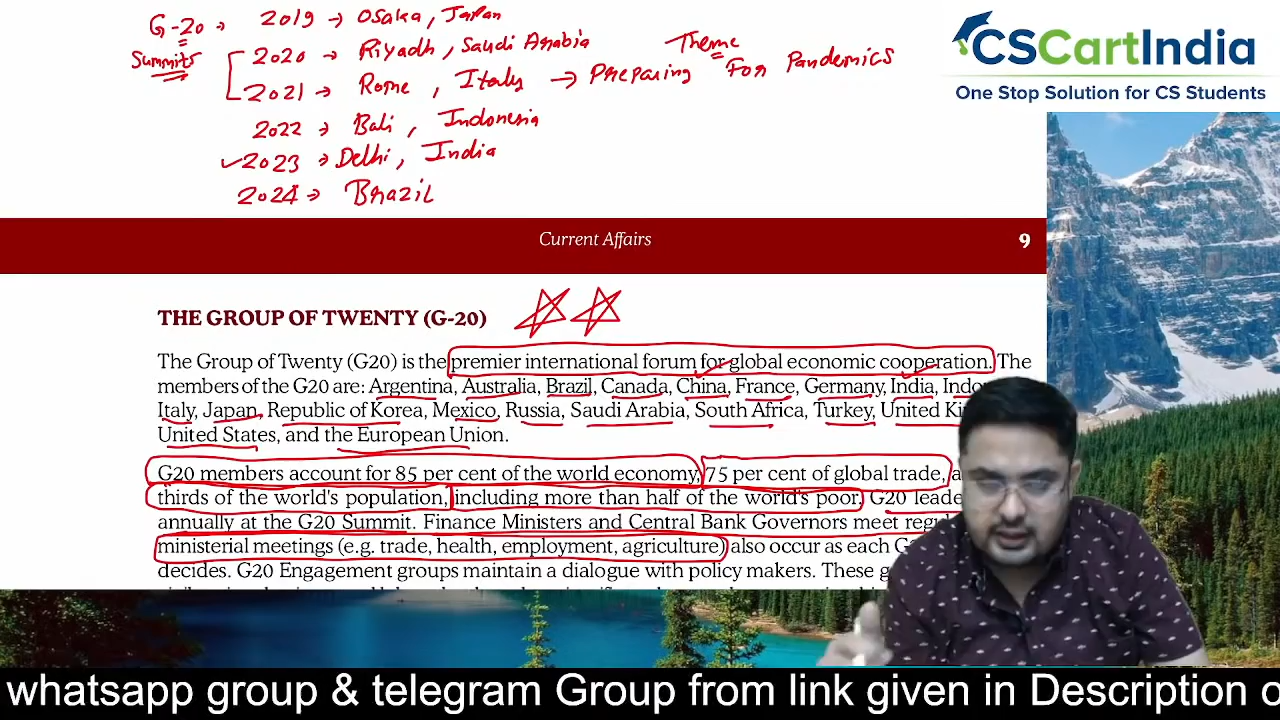 G-20 → 2019 → Osaka, Japan
Summits 2020 → Riyadh, Saudi Arabia Theme
2021 → Rome, Italy → Preparing For Pandemics
2022 → Bali, Indonesia
✓2023 → Delhi, India
2024 → Brazil
CSCartIndia
One Stop Solution for CS Students
Current Affairs 9
THE GROUP OF TWENTY (G-20)
The Group of Twenty (G20) is the premier international forum for global economic cooperation. The
members of the G20 are: Argentina, Australia, Brazil, Canada, China, France, Germany, India,
Italy, Japan, Republic of Korea, Mexico, Russia, Saudi Arabia, South Africa, Turkey, United
United States, and the European Union.
G20 members account for 85 per cent of the world economy, 75 per cent of global trade,
thirds of the world's population, including more than half of the world's poor. G20
annually at the G20 Summit. Finance Ministers and Central Bank Governors meet
ministerial meetings (e.g. trade, health, employment, agriculture) also occur as each
decides. G20 Engagement groups maintain a dialogue with policy makers. These
whatsapp group & telegram Group from link given in Description